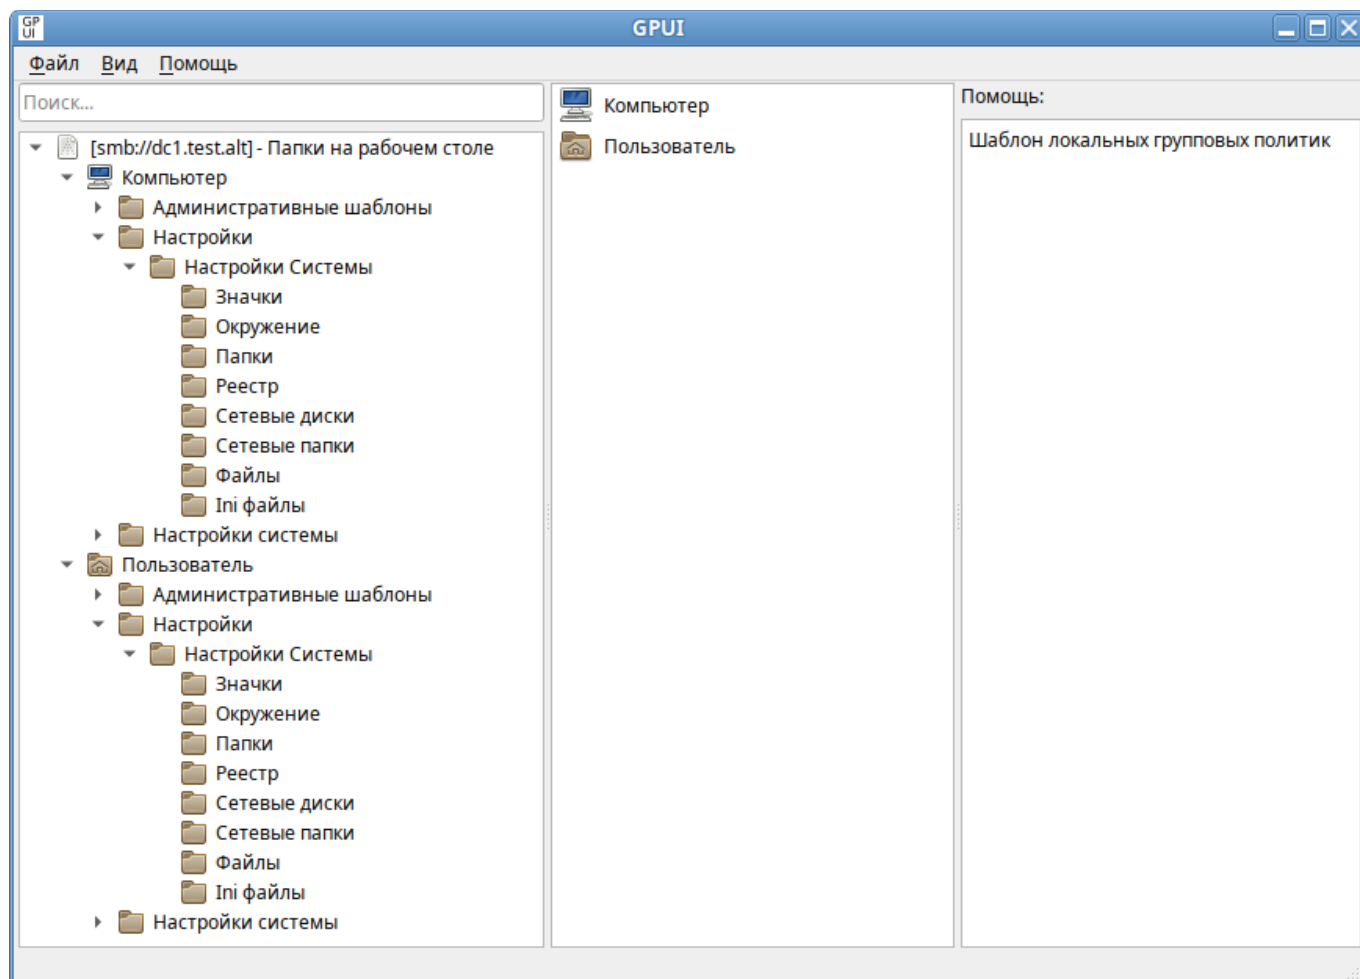 GP
UI
GPUI
Файл Вид Помощь
Поиск...
[smb://dc1.test.alt] - Папки на рабочем столе
Компьютер
Административные шаблоны
Настройки
Настройки Системы
Значки
Окружение
Папки
Реестр
Сетевые диски
Сетевые папки
Файлы
Ini файлы
Настройки системы
Пользователь
Административные шаблоны
Настройки
Настройки Системы
Значки
Окружение
Папки
Реестр
Сетевые диски
Сетевые папки
Файлы
Ini файлы
Настройки системы
Компьютер
Пользователь
Помощь:
Шаблон локальных групповых политик